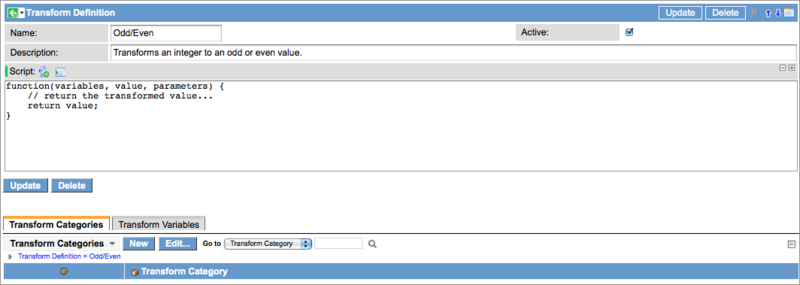 Transform Definition
Update Delete
Name: Odd/Even Active:
Description: Transforms an integer to an odd or even value.
Script:
function(variables, value, parameters) {
// return the transformed value...
return value;
}
Update Delete
Transform Categories Transform Variables
Transform Categories New Edit... Go to Transform Category
Transform Definition = Odd/Even
Transform Category